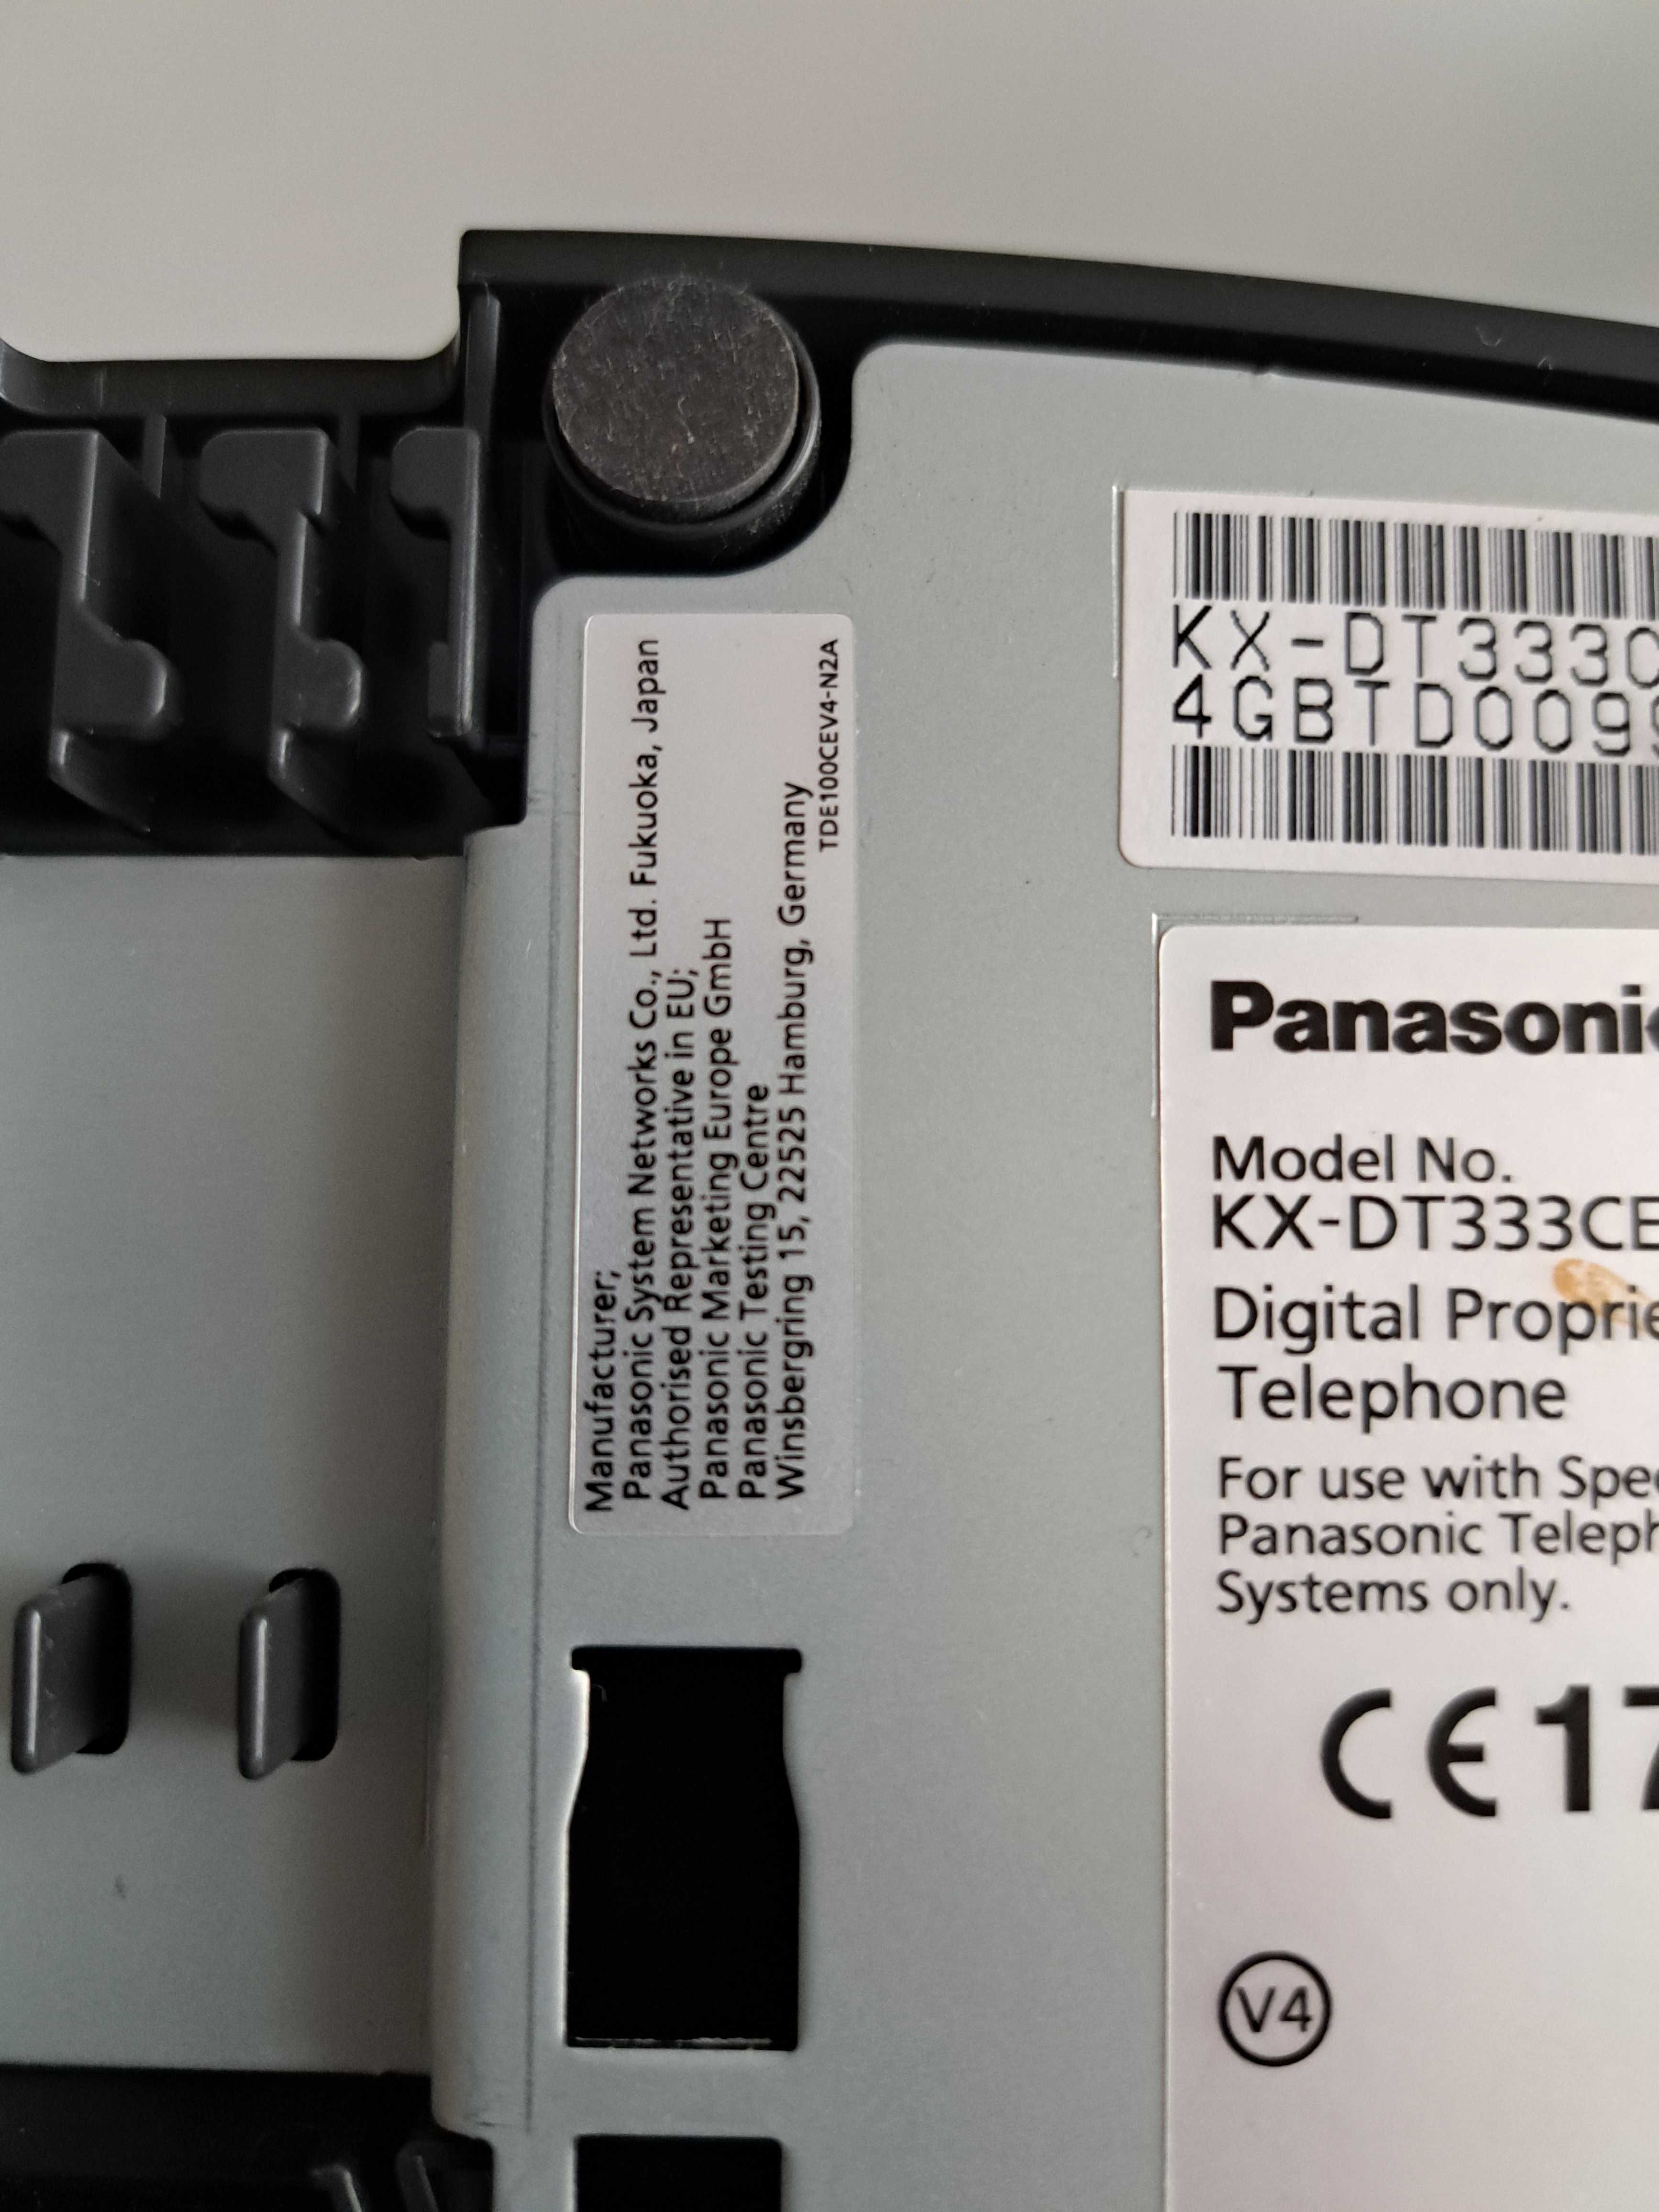 Manufacturer;
Panasonic System Networks Co., Ltd. Fukuoka, Japan
Authorised Representative in EU;
Panasonic Marketing Europe GmbH
Panasonic Testing Centre
Winsbergring 15, 22525 Hamburg, Germany
TDE100CEV4-N2A
KX-DT333C
4GBTD009
Panasonic
Model No.
KX-DT333CE
Digital Proprie
Telephone
For use with Spe
Panasonic Teleph
Systems only.
CE17
V4